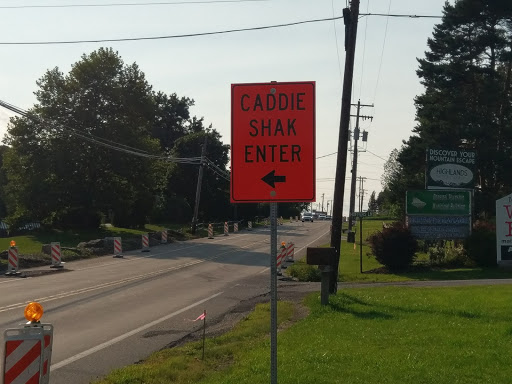 CADDIE
SHAK
ENTER
DISCOVER YOUR
MOUNTAIN ESCAPE
HIGHLANDS